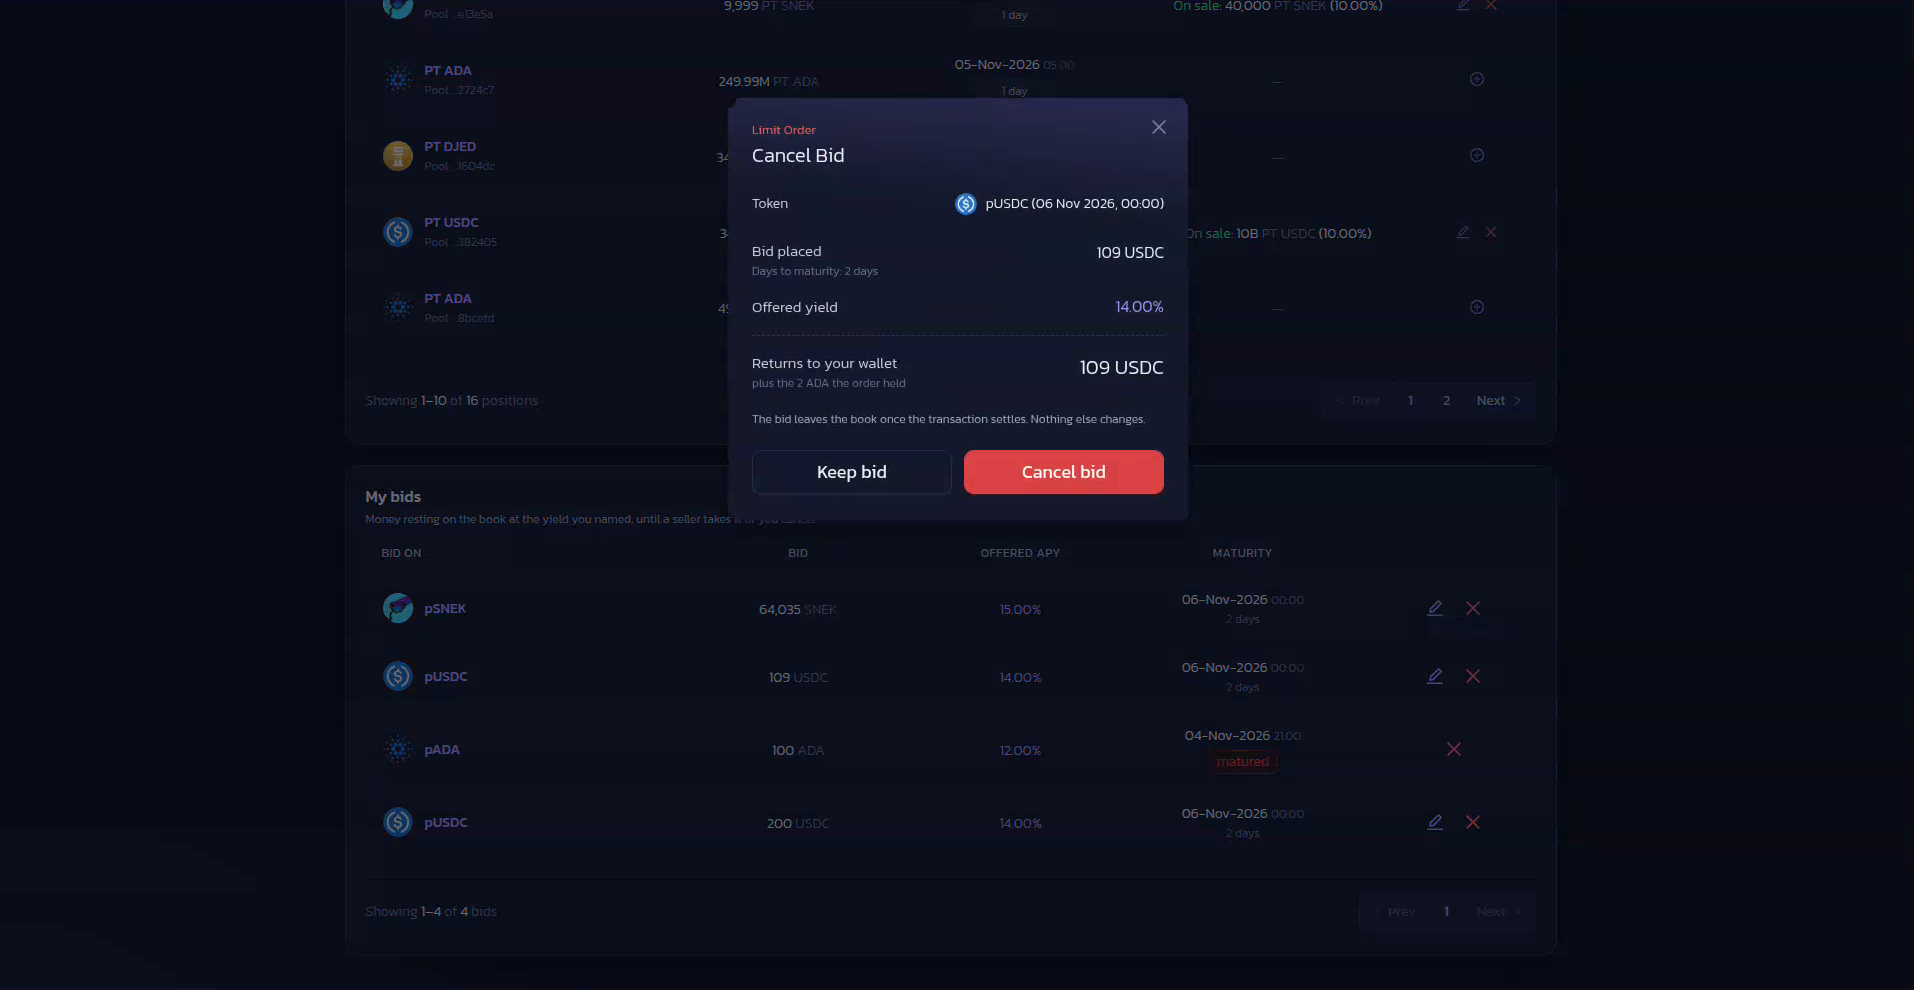 9,999 PT SNEK
On sale: 40,000 PT SNEK (10.00%)
Pool ...e13e5a
1 day
PT ADA
Pool ...2724c7
249.99M PT ADA
05-Nov-2026 05:00
1 day
—
PT DJED
Pool ...1604dc
34
—
PT USDC
Pool ...382405
34
On sale: 10B PT USDC (10.00%)
PT ADA
Pool ...8bcefd
49
—
Showing 1–10 of 16 positions
< Prev 1 2 Next >
Limit Order
Cancel Bid
Token
pUSDC (06 Nov 2026, 00:00)
Bid placed
109 USDC
Days to maturity: 2 days
Offered yield
14.00%
Returns to your wallet
109 USDC
plus the 2 ADA the order held
The bid leaves the book once the transaction settles. Nothing else changes.
Keep bid
Cancel bid
My bids
Money resting on the book at the yield you named, until a seller takes it or you cancel.
BID ON BID OFFERED APY MATURITY
pSNEK
64,035 SNEK
15.00%
06-Nov-2026 00:00
2 days
pUSDC
109 USDC
14.00%
06-Nov-2026 00:00
2 days
pADA
100 ADA
12.00%
04-Nov-2026 21:00
matured
pUSDC
200 USDC
14.00%
06-Nov-2026 00:00
2 days
Showing 1–4 of 4 bids
< Prev 1 Next >